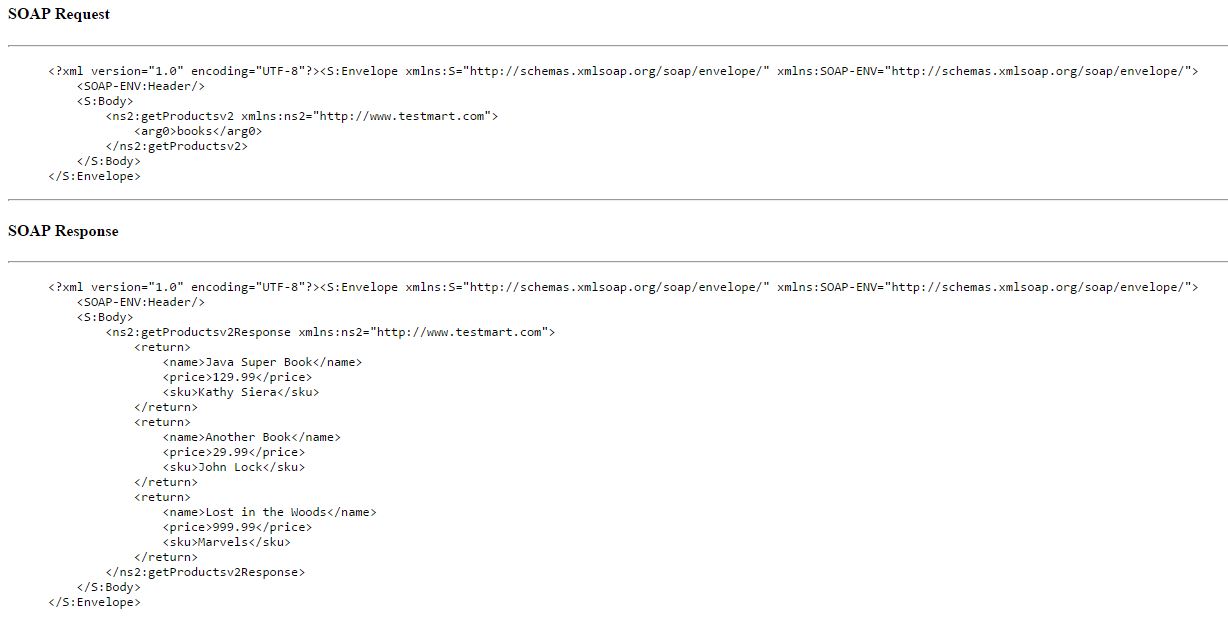 SOAP Request
<?xml version="1.0" encoding="UTF-8"?><S:Envelope xmlns:S="http://schemas.xmlsoap.org/soap/envelope/" xmlns:SOAP-ENV="http://schemas.xmlsoap.org/soap/envelope/">
<SOAP-ENV:Header/>
<S:Body>
<ns2:getProductsv2 xmlns:ns2="http://www.testmart.com">
<arg0>books</arg0>
</ns2:getProductsv2>
</S:Body>
</S:Envelope>
SOAP Response
<?xml version="1.0" encoding="UTF-8"?><S:Envelope xmlns:S="http://schemas.xmlsoap.org/soap/envelope/" xmlns:SOAP-ENV="http://schemas.xmlsoap.org/soap/envelope/">
<SOAP-ENV:Header/>
<S:Body>
<ns2:getProductsv2Response xmlns:ns2="http://www.testmart.com">
<return>
<name>Java Super Book</name>
<price>129.99</price>
<sku>Kathy Siera</sku>
</return>
<return>
<name>Another Book</name>
<price>29.99</price>
<sku>John Lock</sku>
</return>
<return>
<name>Lost in the Woods</name>
<price>999.99</price>
<sku>Marvels</sku>
</return>
</ns2:getProductsv2Response>
</S:Body>
</S:Envelope>